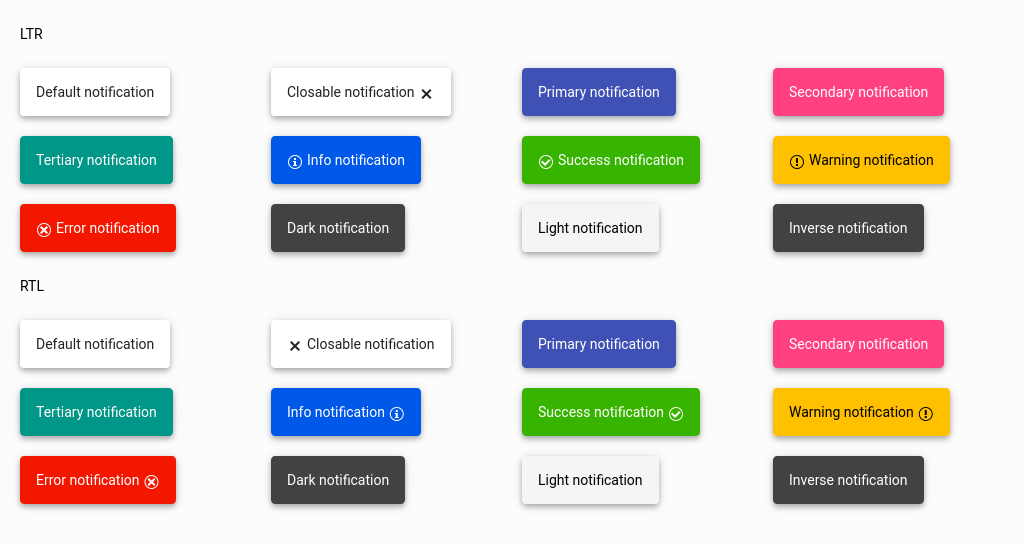 LTR
Default notification
Closable notification
Primary notification
Secondary notification
Tertiary notification
Info notification
Success notification
Warning notification
Error notification
Dark notification
Light notification
Inverse notification
RTL
Default notification
Closable notification
Primary notification
Secondary notification
Tertiary notification
Info notification
Success notification
Warning notification
Error notification
Dark notification
Light notification
Inverse notification